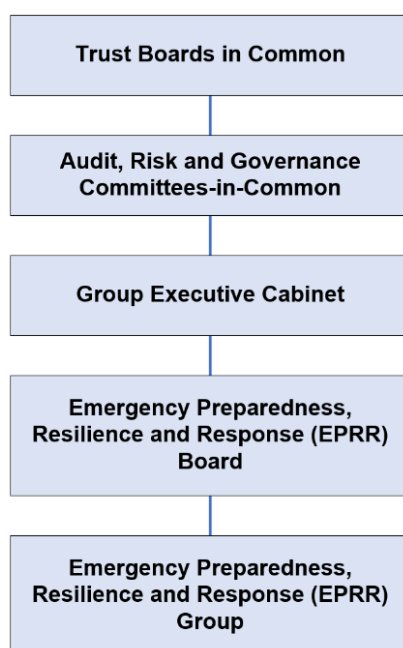 Trust Boards in Common
Audit, Risk and Governance
Committees-in-Common
Group Executive Cabinet
Emergency Preparedness,
Resilience and Response (EPRR)
Board
Emergency Preparedness,
Resilience and Response (EPRR)
Group